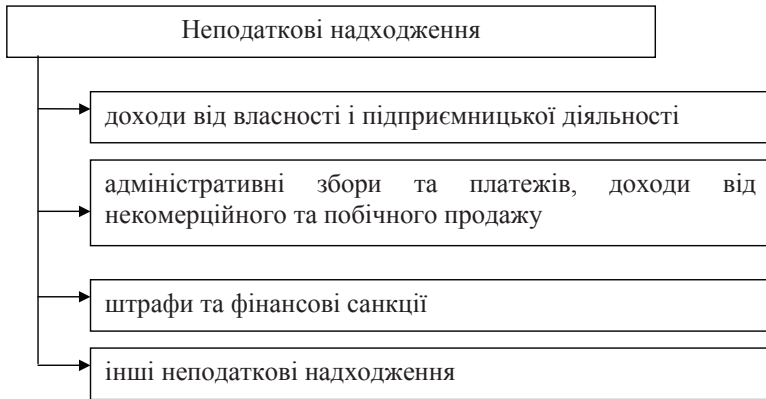 Неподаткові надходження
доходи від власності і підприємницької діяльності
адміністративні збори та платежів, доходи від
некомерційного та побічного продажу
штрафи та фінансові санкції
інші неподаткові надходження